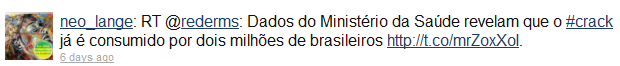 neo_lange: RT @rederms: Dados do Ministério da Saúde revelam que o #crack
já é consumido por dois milhões de brasileiros http://t.co/mrZoxXol.
6 days ago